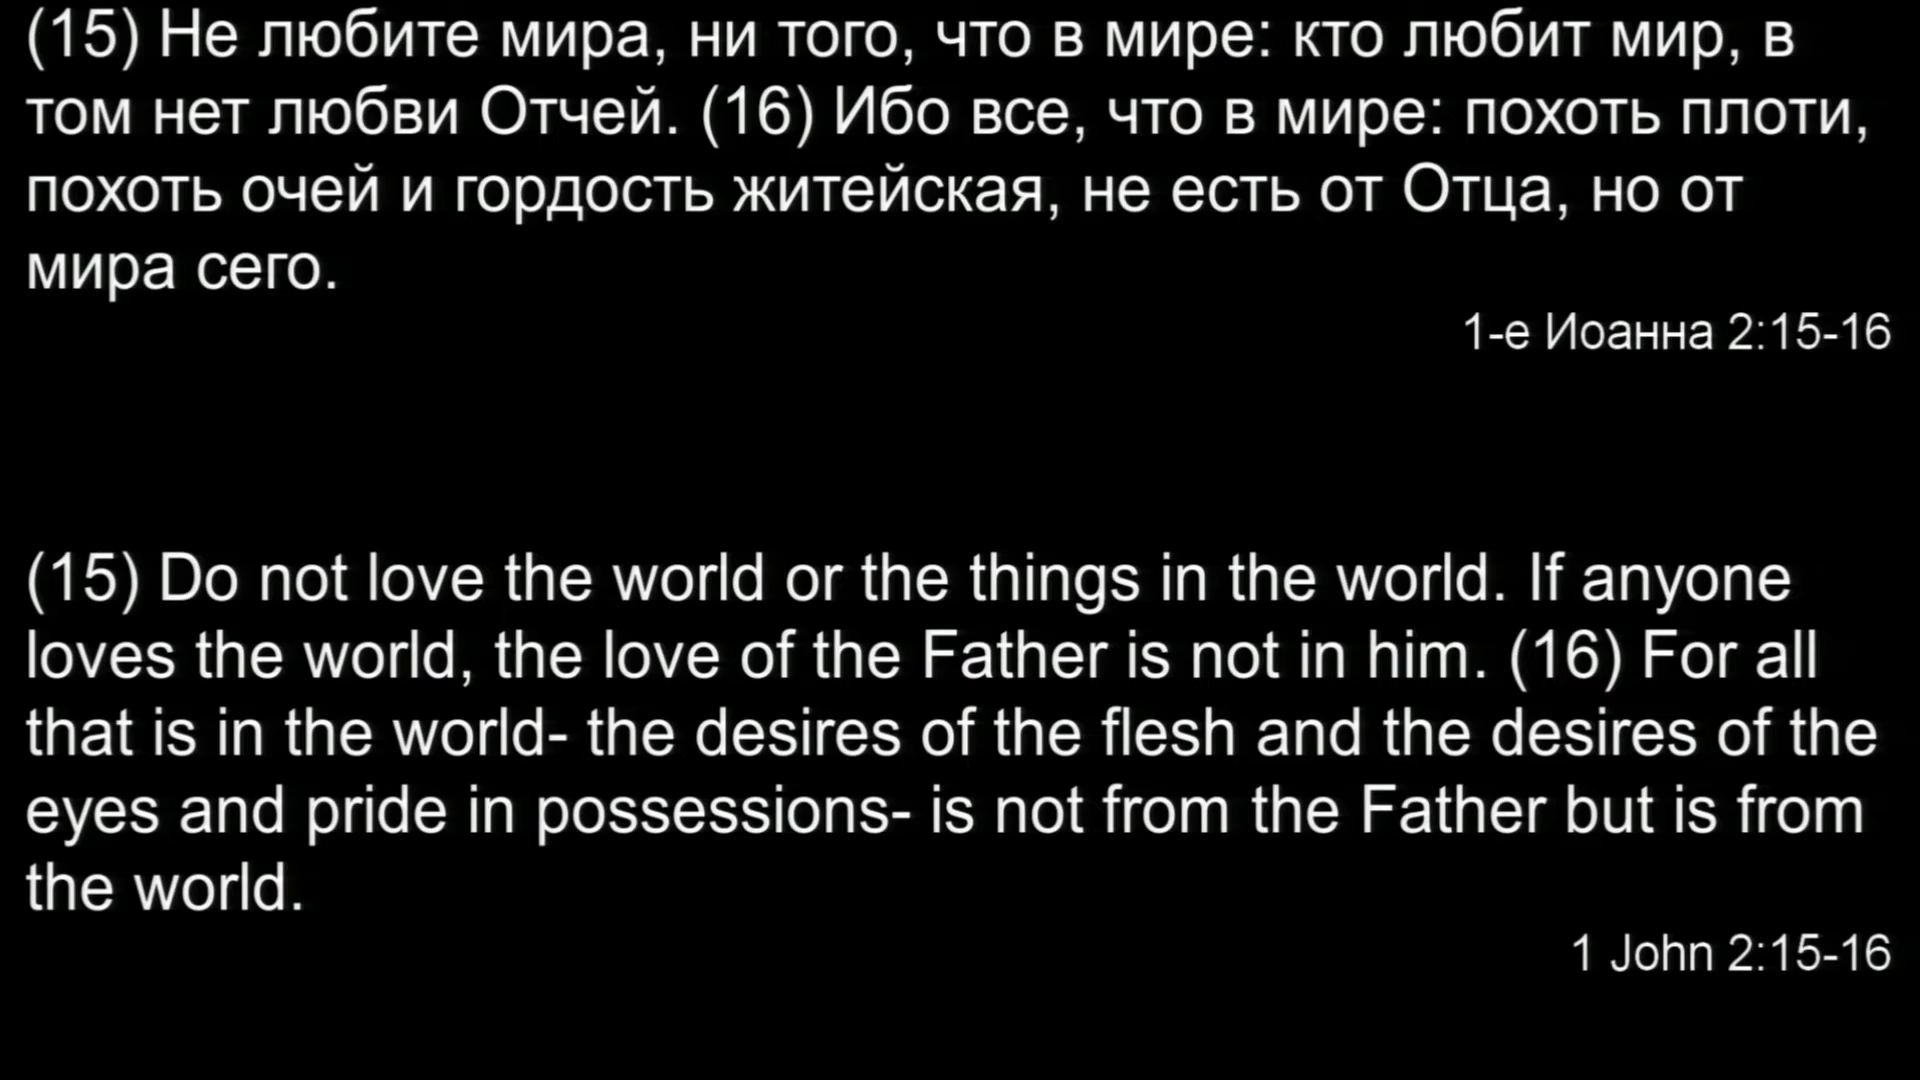 (15) Не любите мира, ни того, что в мире: кто любит мир, в
том нет любви Отчей. (16) Ибо все, что в мире: похоть плоти,
похоть очей и гордость житейская, не есть от Отца, но от
мира сего.
1-е Иоанна 2:15-16
(15) Do not love the world or the things in the world. If anyone
loves the world, the love of the Father is not in him. (16) For all
that is in the world- the desires of the flesh and the desires of the
eyes and pride in possessions- is not from the Father but is from
the world.
1 John 2:15-16